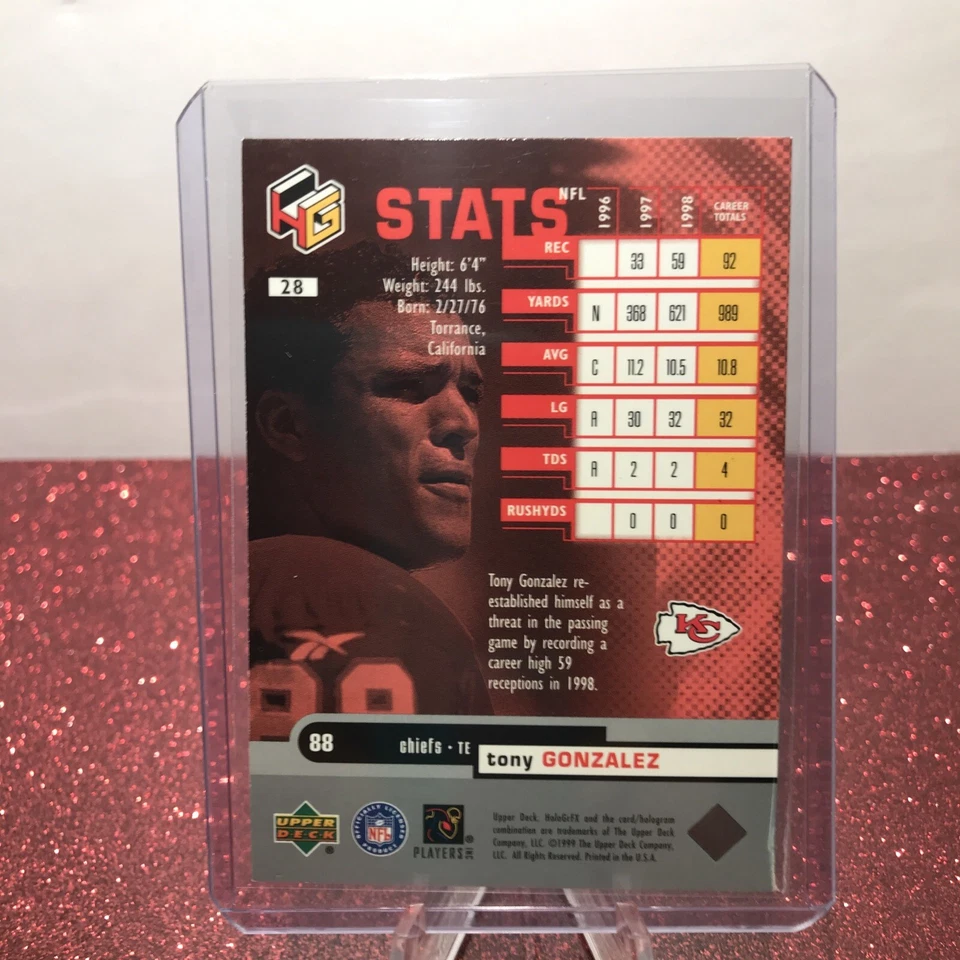 HG
STATS
28
Height: 6'4"
Weight: 244 lbs.
Born: 2/27/76
Torrance,
California
NFL 1996 1997 1998 CAREER TOTALS
REC 33 59 92
YARDS N 368 621 989
AVG C 11.2 10.5 10.8
LG A 30 32 32
TDS A 2 2 4
RUSHYDS 0 0 0
Tony Gonzalez re-
established himself as a
threat in the passing
game by recording a
career high 59
receptions in 1998.
KC
88
88 chiefs · TE
tony GONZALEZ
UPPER
DECK
®
OFFICIALLY LICENSED
NFL
PRODUCT
PLAYERS INC
®
Upper Deck, HoloGrFX and the card/hologram
combination are trademarks of The Upper Deck
Company, LLC. ©1999 The Upper Deck Company,
LLC. All Rights Reserved. Printed in the U.S.A.